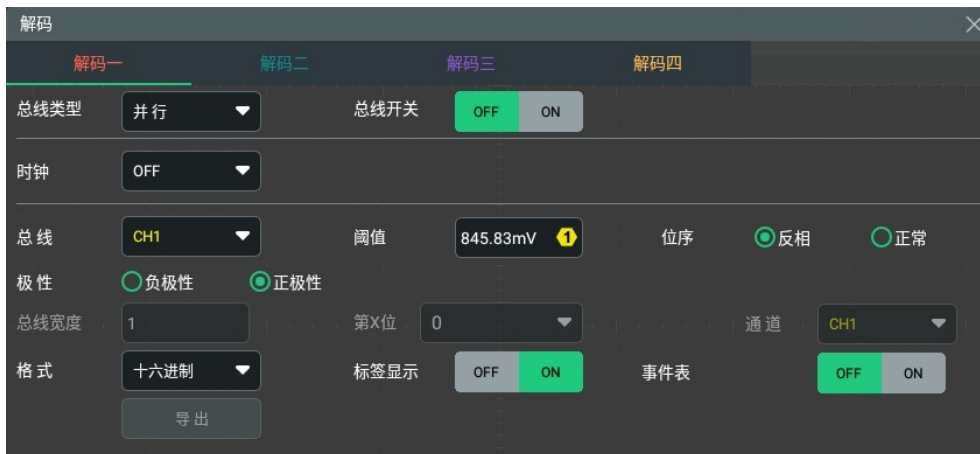 解码
解码一 解码二 解码三 解码四
总线类型 并行 总线开关 OFF ON
时钟 OFF
总线 CH1 阈值 845.83mV 1 位序 反相 正常
极性 负极性 正极性
总线宽度 1 第X位 0 通道 CH1
格式 十六进制 标签显示 OFF ON 事件表 OFF ON
导出